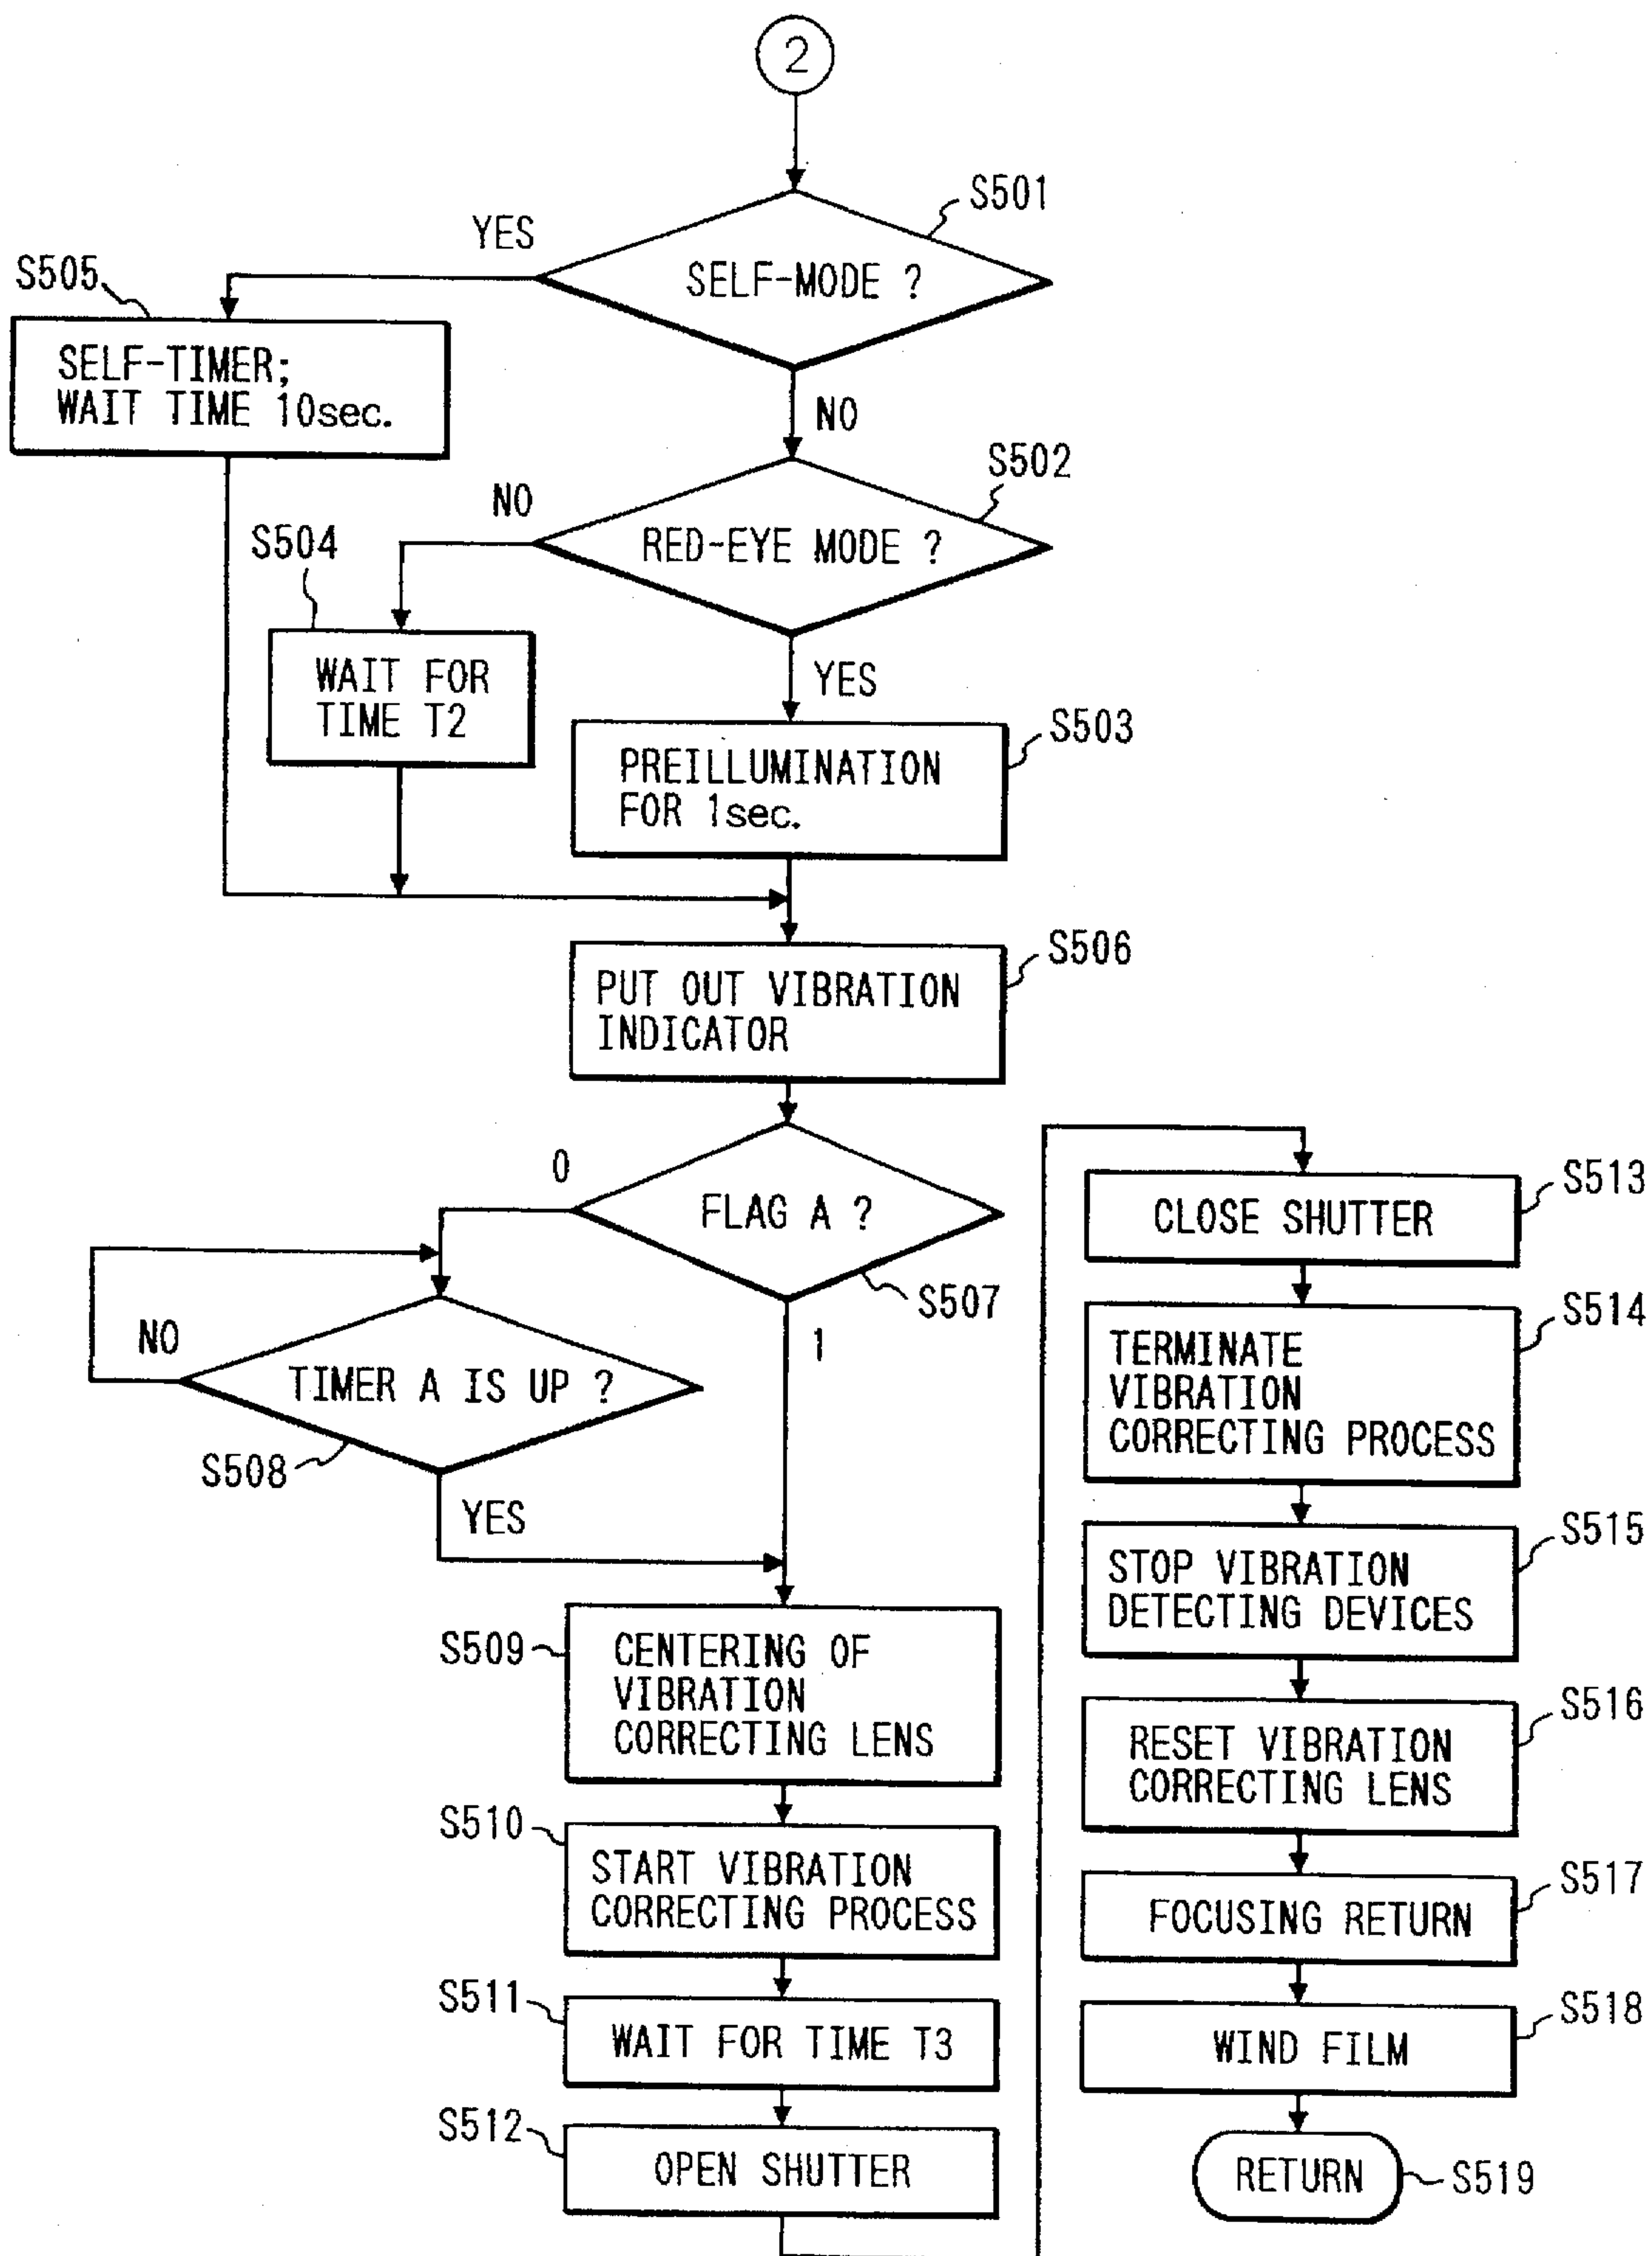 2
S501
YES
SELF-MODE ?
S505
SELF-TIMER;
WAIT TIME 10sec.
NO
S502
NO
RED-EYE MODE ?
S504
WAIT FOR
TIME T2
YES
S503
PREILLUMINATION
FOR 1sec.
S506
PUT OUT VIBRATION
INDICATOR
0
FLAG A ?
S507
1
NO
TIMER A IS UP ?
S508
YES
S509
CENTERING OF
VIBRATION
CORRECTING LENS
S510
START VIBRATION
CORRECTING PROCESS
S511
WAIT FOR TIME T3
S512
OPEN SHUTTER
S513
CLOSE SHUTTER
S514
TERMINATE
VIBRATION
CORRECTING PROCESS
S515
STOP VIBRATION
DETECTING DEVICES
S516
RESET VIBRATION
CORRECTING LENS
S517
FOCUSING RETURN
S518
WIND FILM
RETURN
S519